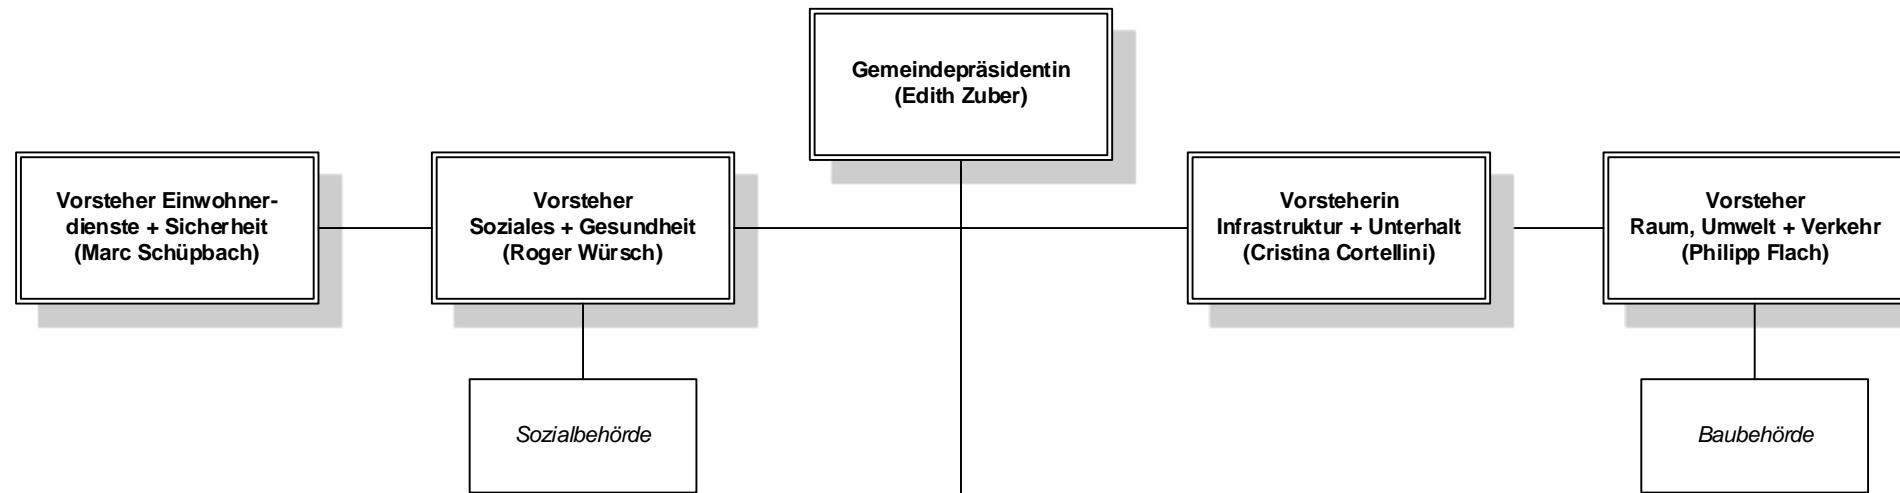 Gemeindepräsidentin
(Edith Zuber)
Vorsteher Einwohner-
dienste + Sicherheit
(Marc Schüpbach)
Vorsteher
Soziales + Gesundheit
(Roger Würsch)
Vorsteherin
Infrastruktur + Unterhalt
(Cristina Cortellini)
Vorsteher
Raum, Umwelt + Verkehr
(Philipp Flach)
Sozialbehörde
Baubehörde